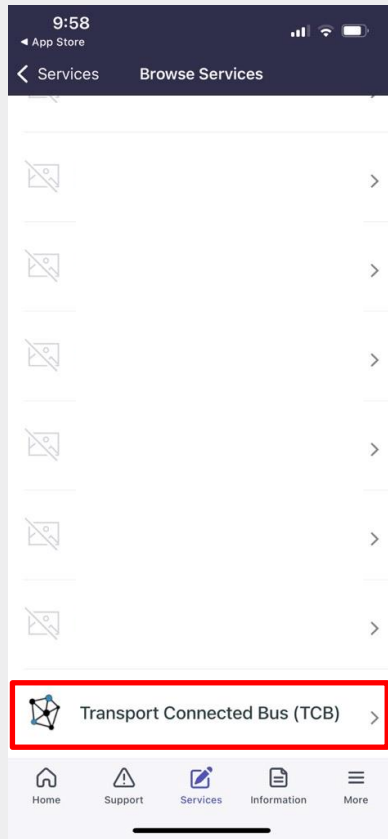 9:58
◀ App Store
Services Browse Services
Transport Connected Bus (TCB)
Home Support Services Information More